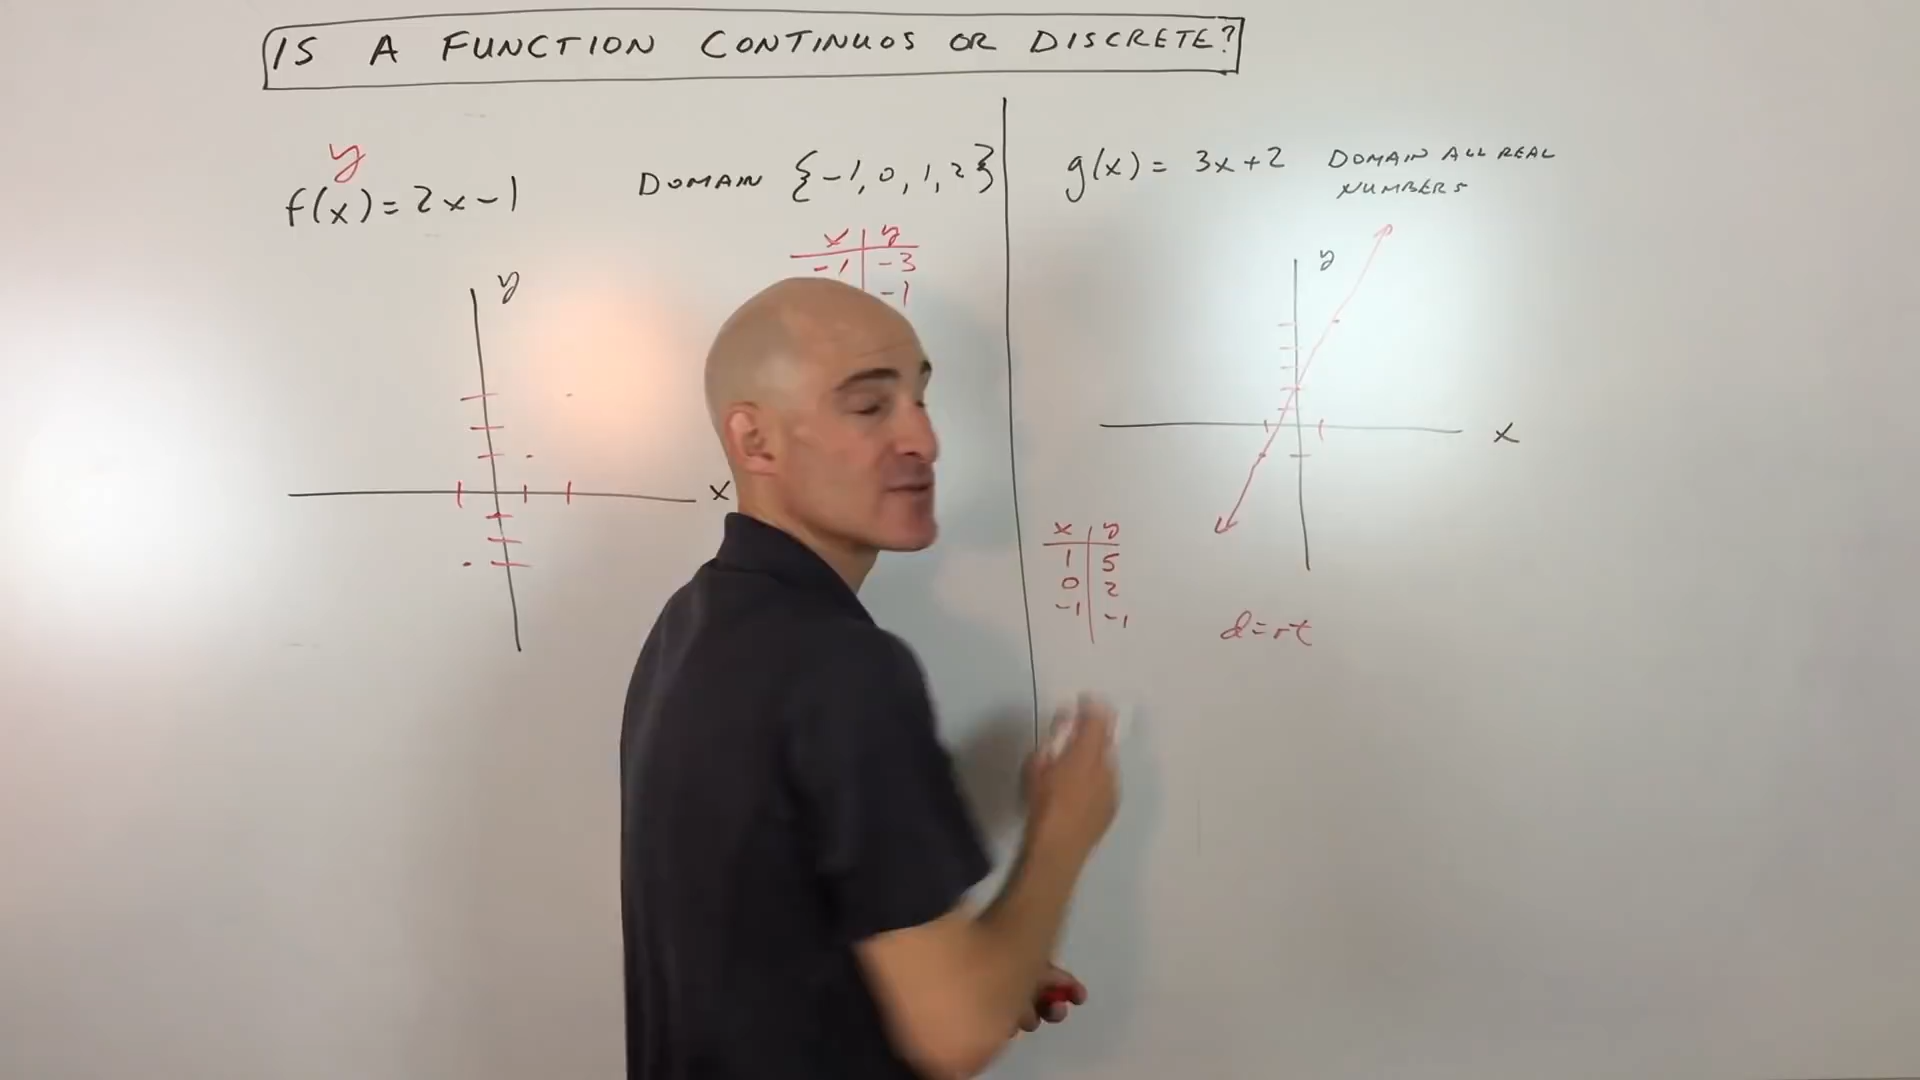 IS A FUNCTION CONTINUOS OR DISCRETE?
y
f(x)=2x-1
DOMAIN {-1, 0, 1, 2}
x y
-1 -3
-1
y
x
g(x) = 3x+2 DOMAIN ALL REAL
NUMBERS
y
x
x y
1 5
0 2
-1 -1
d=rt